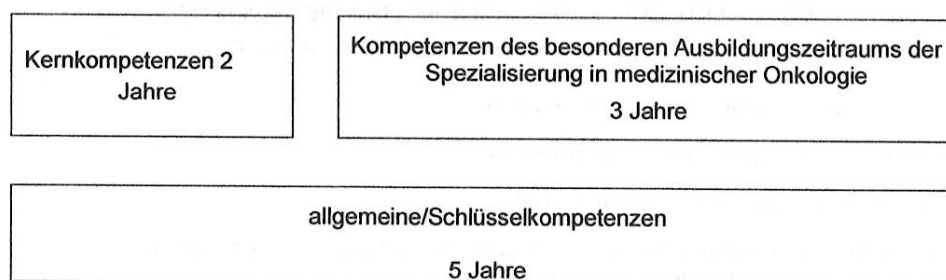 Kernkompetenzen 2
Jahre
Kompetenzen des besonderen Ausbildungszeitraums der
Spezialisierung in medizinischer Onkologie
3 Jahre
allgemeine/Schlüsselkompetenzen
5 Jahre